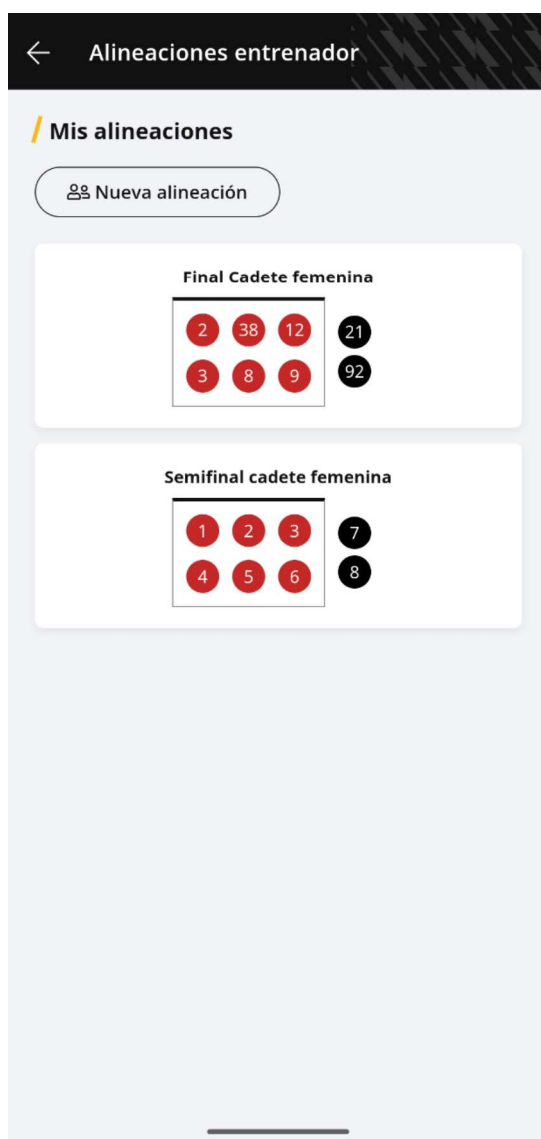 Alineaciones entrenador
Mis alineaciones
Nueva alineación
Final Cadete femenina
2 38 12 21
3 8 9 92
Semifinal cadete femenina
1 2 3 7
4 5 6 8